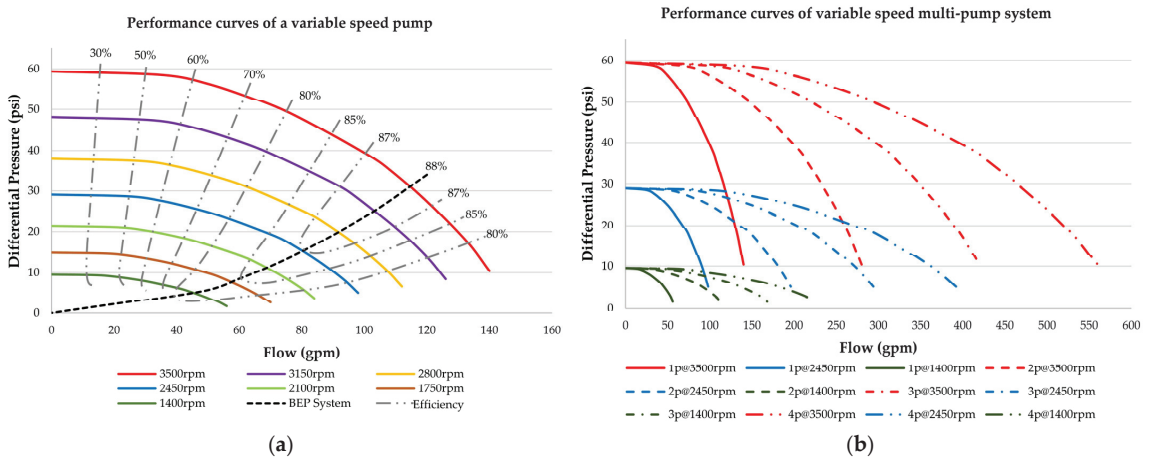 Performance curves of a variable speed pump
30%
50%
60%
70%
80%
85%
87%
88%
87%
85%
80%
Differential Pressure (psi)
60
50
40
30
20
10
0
0 20 40 60 80 100 120 140 160
Flow (gpm)
3500rpm 3150rpm 2800rpm
2450rpm 2100rpm 1750rpm
1400rpm BEP System Efficiency
(a)
Performance curves of variable speed multi-pump system
Differential Pressure (psi)
60
50
40
30
20
10
0
0 50 100 150 200 250 300 350 400 450 500 550 600
Flow (gpm)
1p@3500rpm 1p@2450rpm 1p@1400rpm 2p@3500rpm
2p@2450rpm 2p@1400rpm 3p@3500rpm 3p@2450rpm
3p@1400rpm 4p@3500rpm 4p@2450rpm 4p@1400rpm
(b)